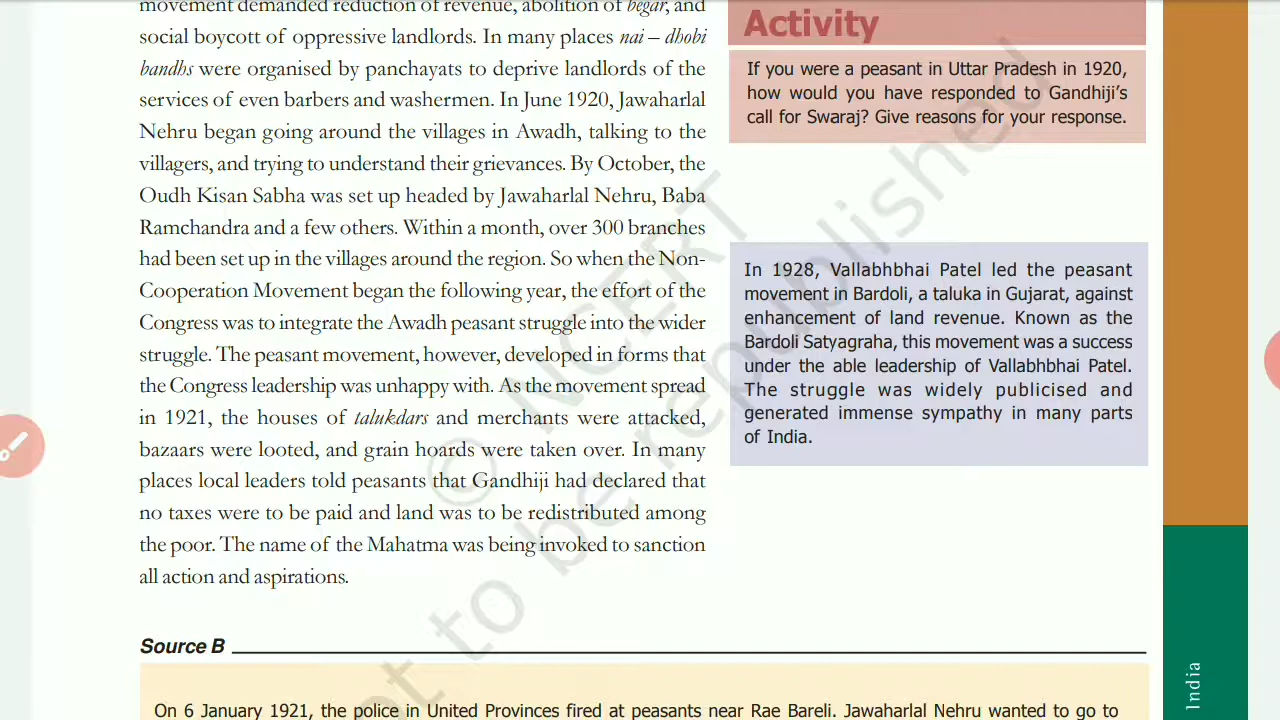 movement demanded reduction of revenue, abolition of begar, and
social boycott of oppressive landlords. In many places nai – dhobi
bandhs were organised by panchayats to deprive landlords of the
services of even barbers and washermen. In June 1920, Jawaharlal
Nehru began going around the villages in Awadh, talking to the
villagers, and trying to understand their grievances. By October, the
Oudh Kisan Sabha was set up headed by Jawaharlal Nehru, Baba
Ramchandra and a few others. Within a month, over 300 branches
had been set up in the villages around the region. So when the Non-
Cooperation Movement began the following year, the effort of the
Congress was to integrate the Awadh peasant struggle into the wider
struggle. The peasant movement, however, developed in forms that
the Congress leadership was unhappy with. As the movement spread
in 1921, the houses of talukdars and merchants were attacked,
bazaars were looted, and grain hoards were taken over. In many
places local leaders told peasants that Gandhiji had declared that
no taxes were to be paid and land was to be redistributed among
the poor. The name of the Mahatma was being invoked to sanction
all action and aspirations.
Activity
If you were a peasant in Uttar Pradesh in 1920,
how would you have responded to Gandhiji's
call for Swaraj? Give reasons for your response.
In 1928, Vallabhbhai Patel led the peasant
movement in Bardoli, a taluka in Gujarat, against
enhancement of land revenue. Known as the
Bardoli Satyagraha, this movement was a success
under the able leadership of Vallabhbhai Patel.
The struggle was widely publicised and
generated immense sympathy in many parts
of India.
Source B
On 6 January 1921, the police in United Provinces fired at peasants near Rae Bareli. Jawaharlal Nehru wanted to go to
India
© NCERT
not to be republished